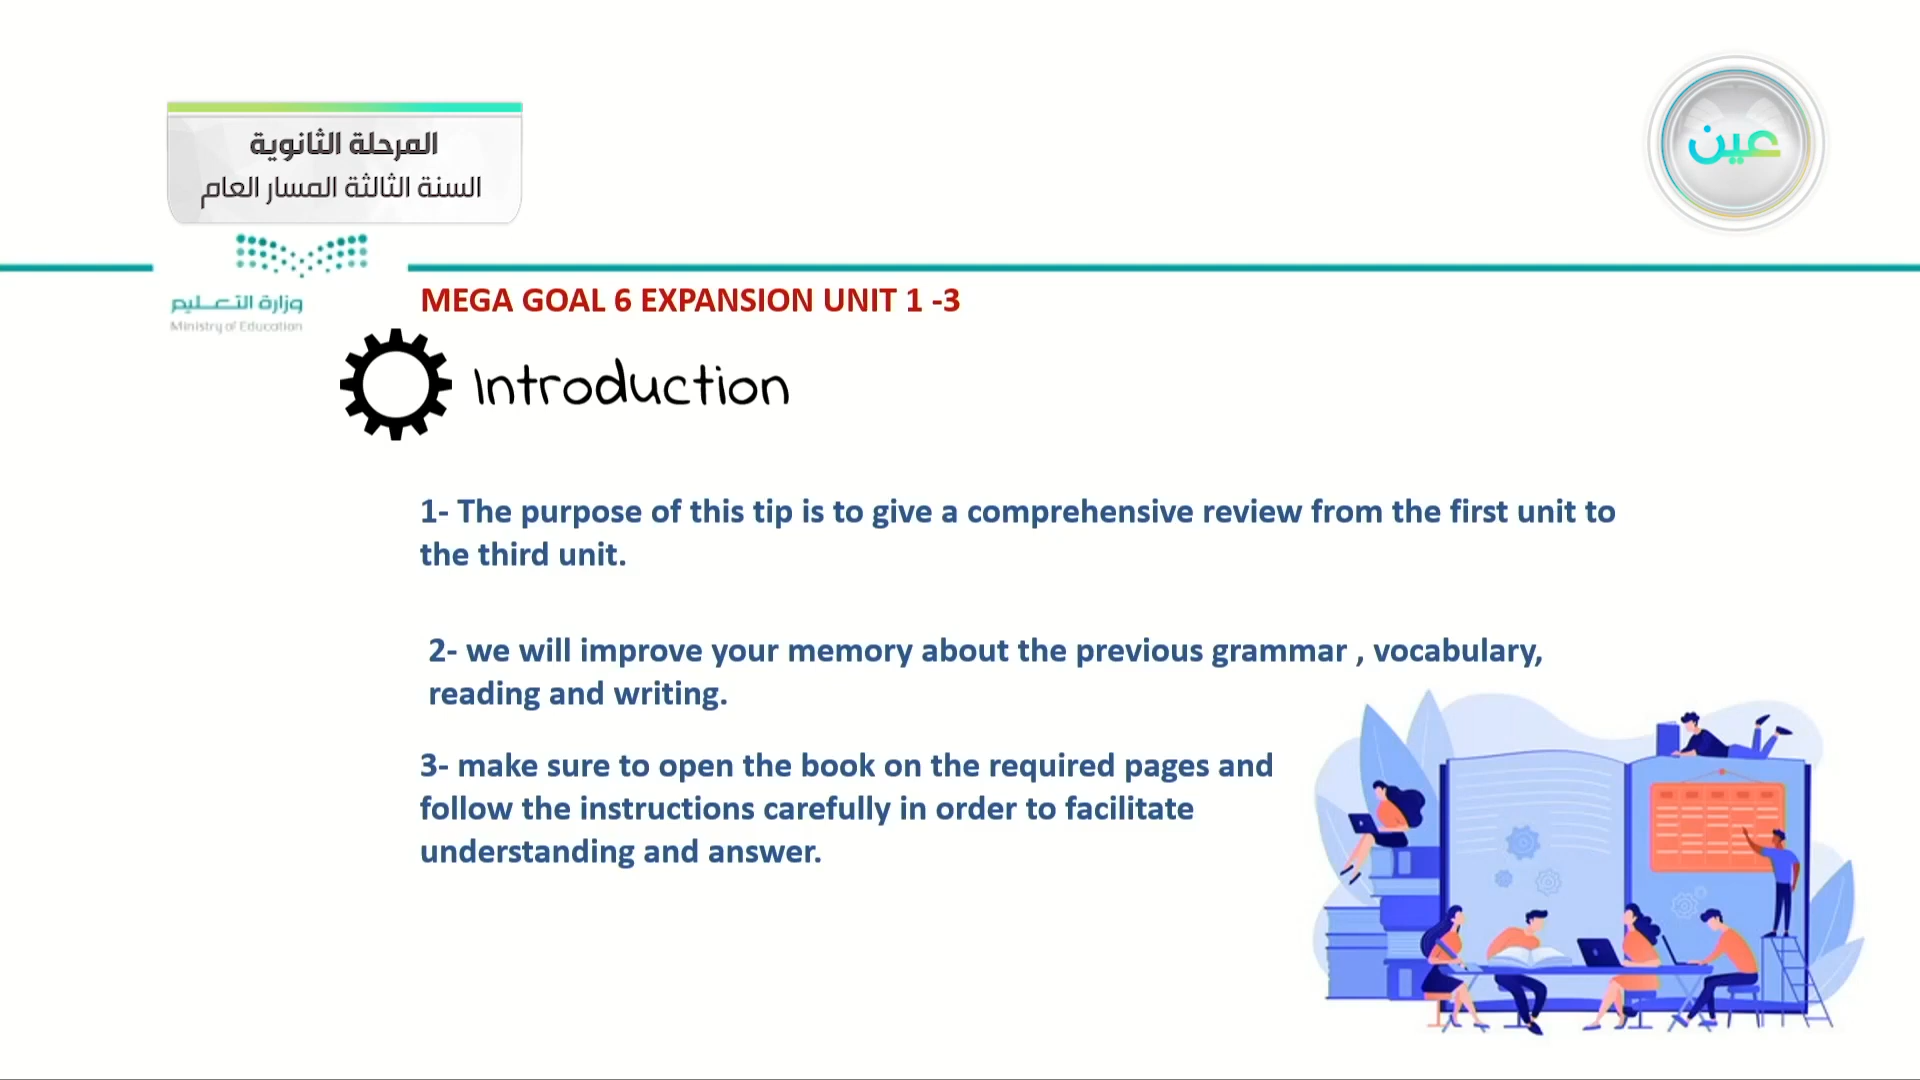 المرحلة الثانوية
السنة الثالثة المسار العام
عين
وزارة التعليم
Ministry of Education
MEGA GOAL 6 EXPANSION UNIT 1 -3
Introduction
1- The purpose of this tip is to give a comprehensive review from the first unit to
the third unit.
2- we will improve your memory about the previous grammar , vocabulary,
reading and writing.
3- make sure to open the book on the required pages and
follow the instructions carefully in order to facilitate
understanding and answer.